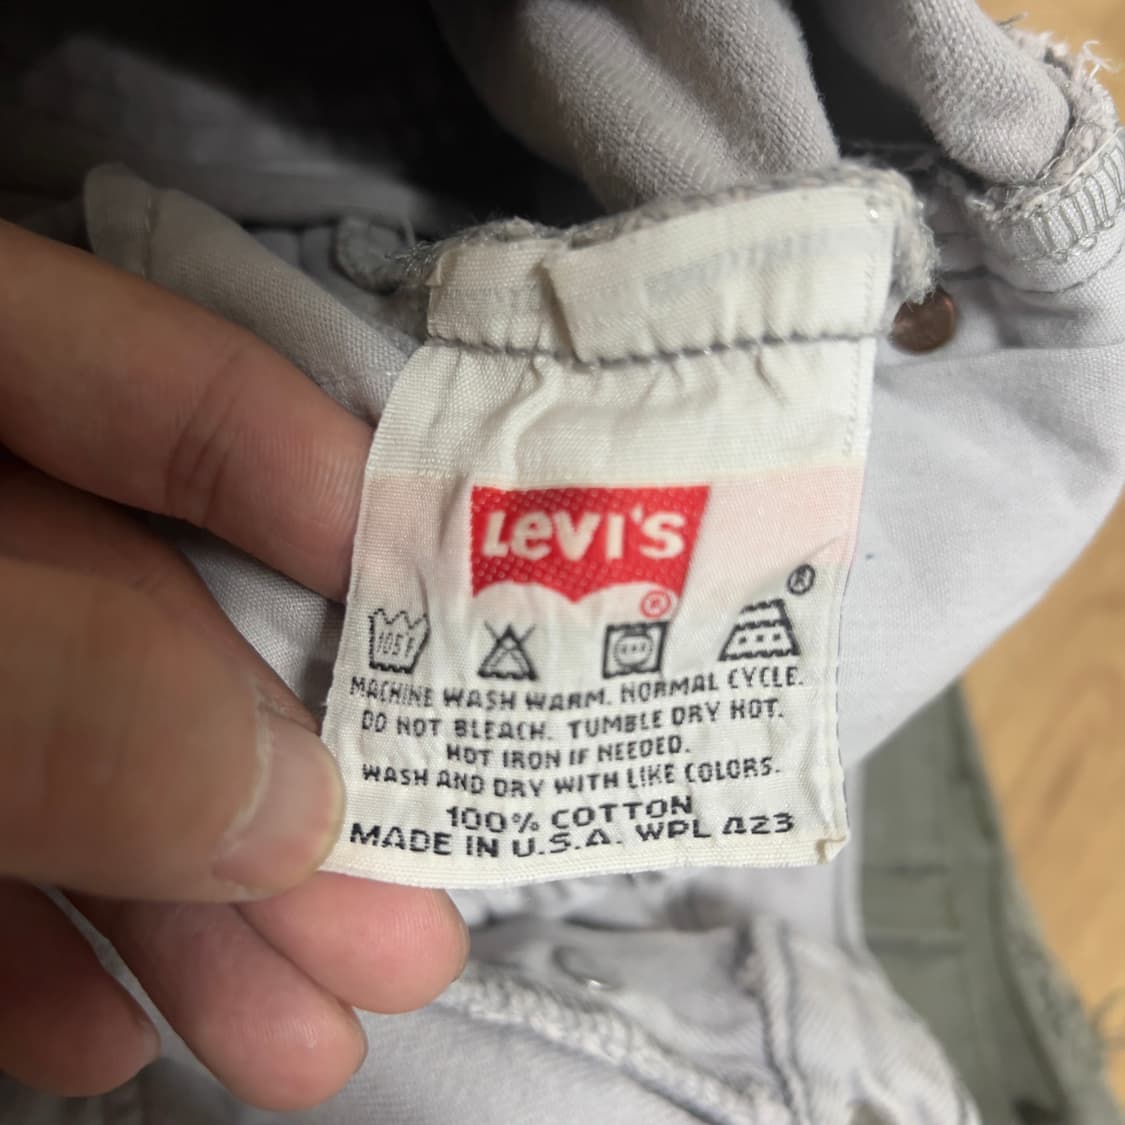 LEVI'S
®
®
105F
MACHINE WASH WARM. NORMAL CYCLE.
DO NOT BLEACH. TUMBLE DRY HOT.
HOT IRON IF NEEDED.
WASH AND DRY WITH LIKE COLORS.
100% COTTON
MADE IN U.S.A. WPL 423